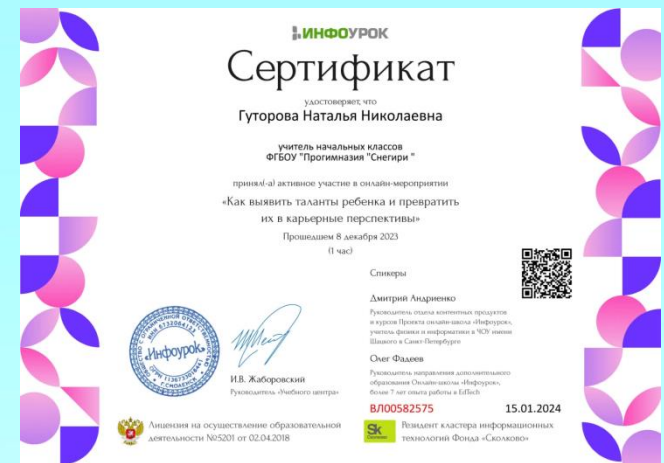 ИНФОУРОК
Сертификат
удостоверяет, что
Гуторова Наталья Николаевна
учитель начальных классов
ФГБОУ "Прогимназия "Снегири "
принял(-а) активное участие в онлайн-мероприятии
«Как выявить таланты ребенка и превратить
их в карьерные перспективы»
Прошедшем 8 декабря 2023
(1 час)
Спикеры
Дмитрий Андриенко
Руководитель отдела контентных продуктов
и курсов Проекта онлайн-школа «Инфоурок»,
учитель физики и информатики в ЧОУ имени
Шацкого в Санкт-Петербурге
Олег Фадеев
Руководитель направления дополнительного
образования Онлайн-школы «Инфоурок»,
более 7 лет опыта работы в EdTech
«Инфоурок»
И.В. Жаборовский
Руководитель «Учебного центра»
ВЛ00582575 15.01.2024
Лицензия на осуществление образовательной
деятельности №5201 от 02.04.2018
Sk
Резидент кластера информационных
технологий Фонда «Сколково»